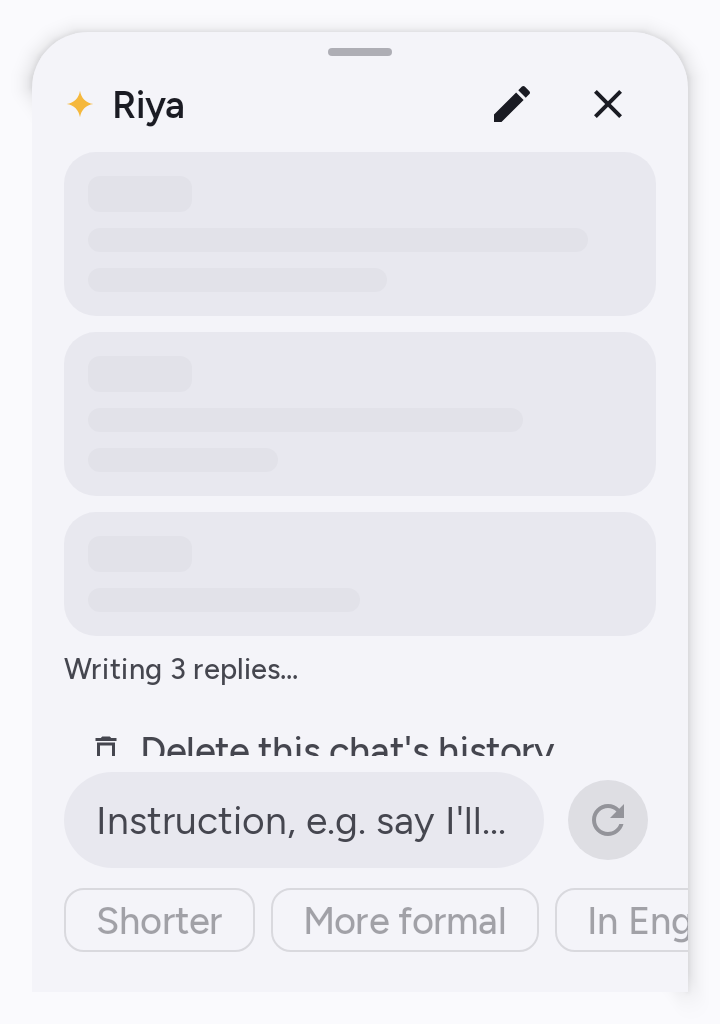 Riya
Writing 3 replies...
Delete this chat's history
Instruction, e.g. say I'll...
Shorter
More formal
In Eng